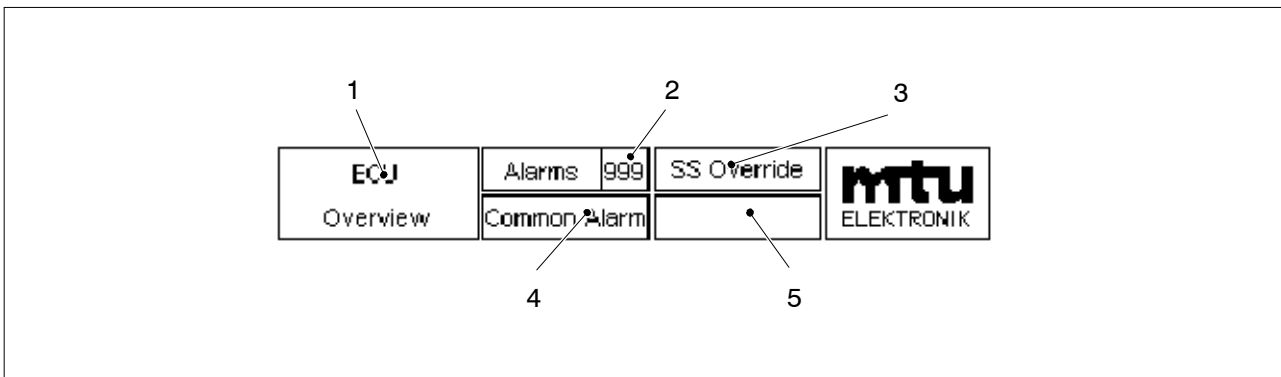 1
2
3
ECU
Overview
Alarms 999
Common Alarm
SS Override
mtu
ELEKTRONIK
4
5